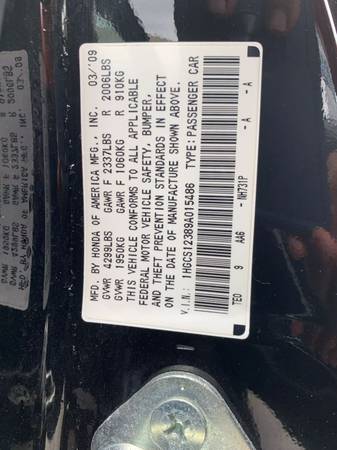 MFD. BY HONDA OF AMERICA MFG., INC. 03/09
GVWR 4299LBS GAWR F 2337LBS R 2006LBS
GVWR 1950KG GAWR F 1060KG R 910KG
THIS VEHICLE CONFORMS TO ALL APPLICABLE
FEDERAL MOTOR VEHICLE SAFETY, BUMPER,
AND THEFT PREVENTION STANDARDS IN EFFECT
ON THE DATE OF MANUFACTURE SHOWN ABOVE.
V.I.N.: 1HGCS12389A015486 TYPE: PASSENGER CAR
TE0 9 AA6 NH731P -A -A